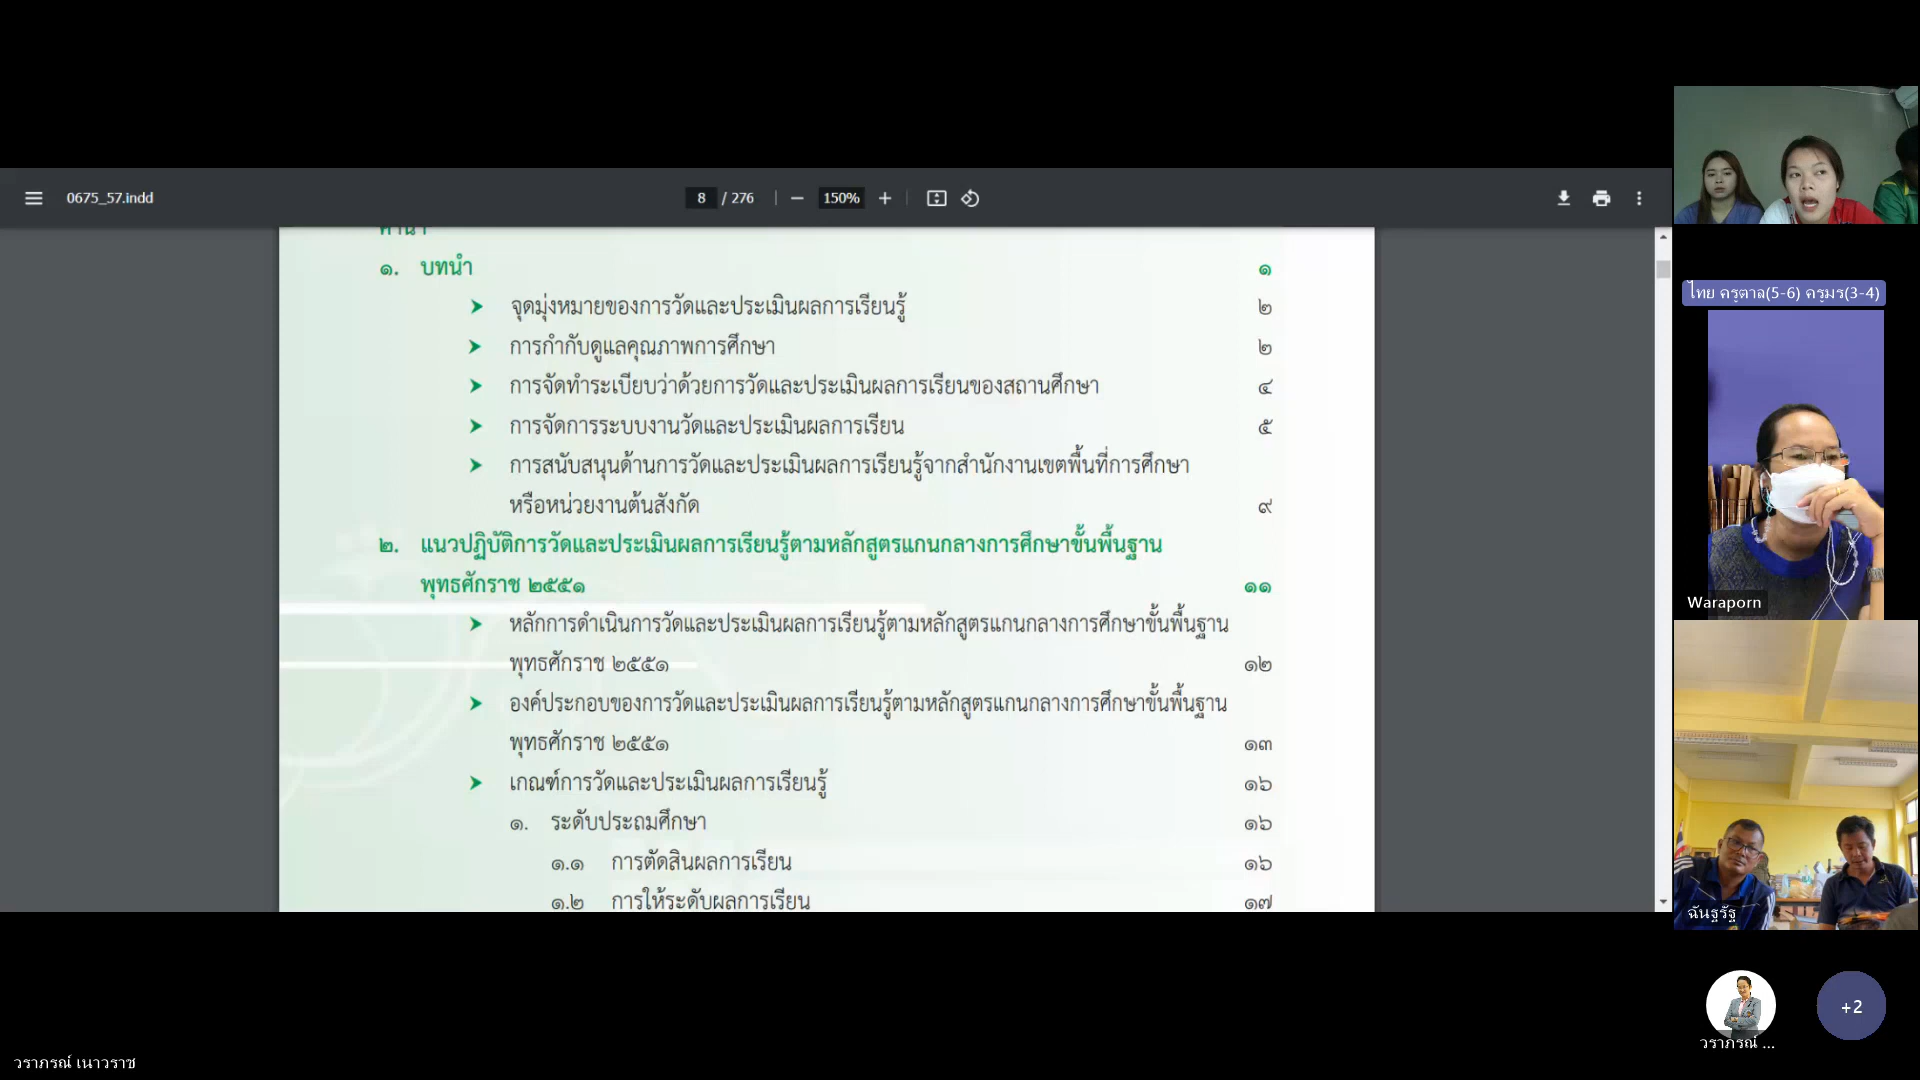 0675_57.indd
8 / 276
150%
คำนำ
๑. บทนำ ๑
จุดมุ่งหมายของการวัดและประเมินผลการเรียนรู้ ๒
การกำกับดูแลคุณภาพการศึกษา ๒
การจัดทำระเบียบว่าด้วยการวัดและประเมินผลการเรียนของสถานศึกษา ๔
การจัดการระบบงานวัดและประเมินผลการเรียน ๕
การสนับสนุนด้านการวัดและประเมินผลการเรียนรู้จากสำนักงานเขตพื้นที่การศึกษา
หรือหน่วยงานต้นสังกัด ๙
๒. แนวปฏิบัติการวัดและประเมินผลการเรียนรู้ตามหลักสูตรแกนกลางการศึกษาขั้นพื้นฐาน
พุทธศักราช ๒๕๕๑ ๑๑
หลักการดำเนินการวัดและประเมินผลการเรียนรู้ตามหลักสูตรแกนกลางการศึกษาขั้นพื้นฐาน
พุทธศักราช ๒๕๕๑ ๑๒
องค์ประกอบของการวัดและประเมินผลการเรียนรู้ตามหลักสูตรแกนกลางการศึกษาขั้นพื้นฐาน
พุทธศักราช ๒๕๕๑ ๑๓
เกณฑ์การวัดและประเมินผลการเรียนรู้ ๑๖
๑. ระดับประถมศึกษา ๑๖
๑.๑ การตัดสินผลการเรียน ๑๖
๑.๒ การให้ระดับผลการเรียน ๑๗
ไทย ครูตาล(5-6) ครูมร(3-4)
Waraporn
ฉันฐรัฐ
วราภรณ์ ...
+2
วราภรณ์ เนาวราช